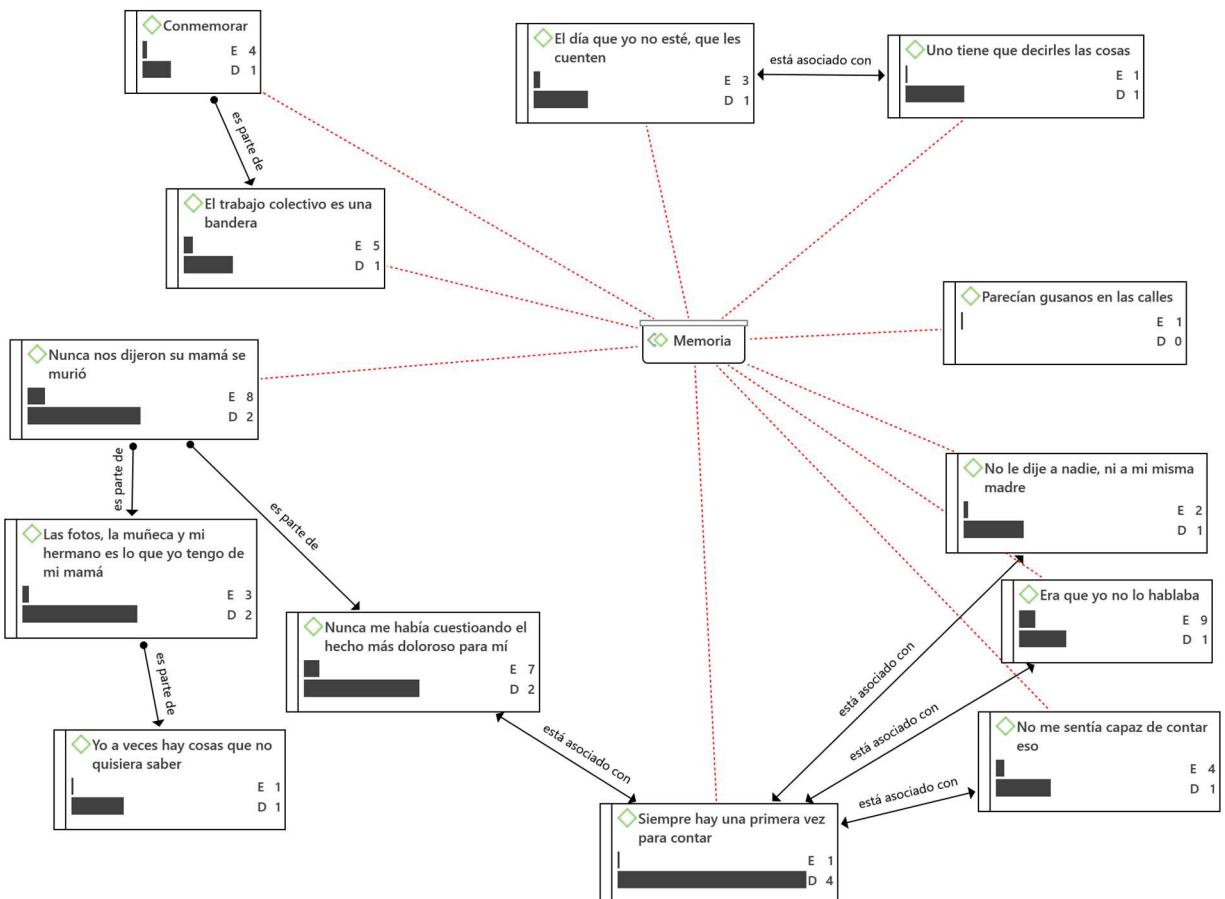 Conmemorar
E 4
D 1
El día que yo no esté, que les
cuenten
E 3
D 1
está asociado con
Uno tiene que decirles las cosas
E 1
D 1
es parte de
El trabajo colectivo es una
bandera
E 5
D 1
Parecían gusanos en las calles
E 1
D 0
Memoria
Nunca nos dijeron su mamá se
murió
E 8
D 2
es parte de
es parte de
No le dije a nadie, ni a mi misma
madre
E 2
D 1
Las fotos, la muñeca y mi
hermano es lo que yo tengo de
mi mamá
E 3
D 2
Era que yo no lo hablaba
E 9
D 1
Nunca me había cuestioando el
hecho más doloroso para mí
E 7
D 2
es parte de
está asociado con
está asociado con
está asociado con
está asociado con
No me sentía capaz de contar
eso
E 4
D 1
Yo a veces hay cosas que no
quisiera saber
E 1
D 1
Siempre hay una primera vez
para contar
E 1
D 4